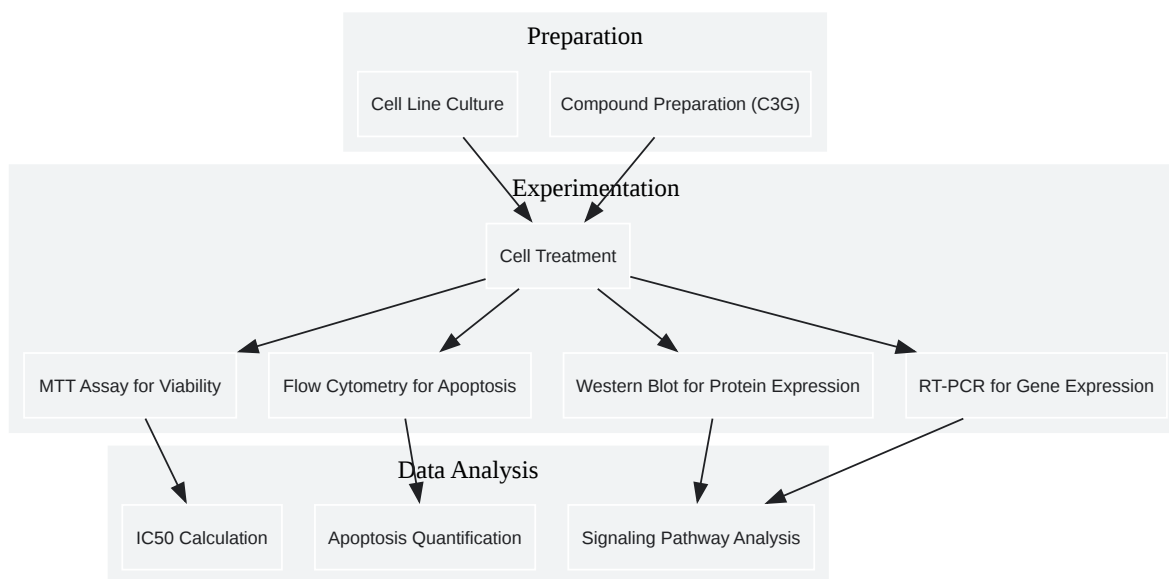 Preparation
Cell Line Culture
Compound Preparation (C3G)
Experimentation
Cell Treatment
MTT Assay for Viability
Flow Cytometry for Apoptosis
Western Blot for Protein Expression
RT-PCR for Gene Expression
Data Analysis
IC50 Calculation
Apoptosis Quantification
Signaling Pathway Analysis